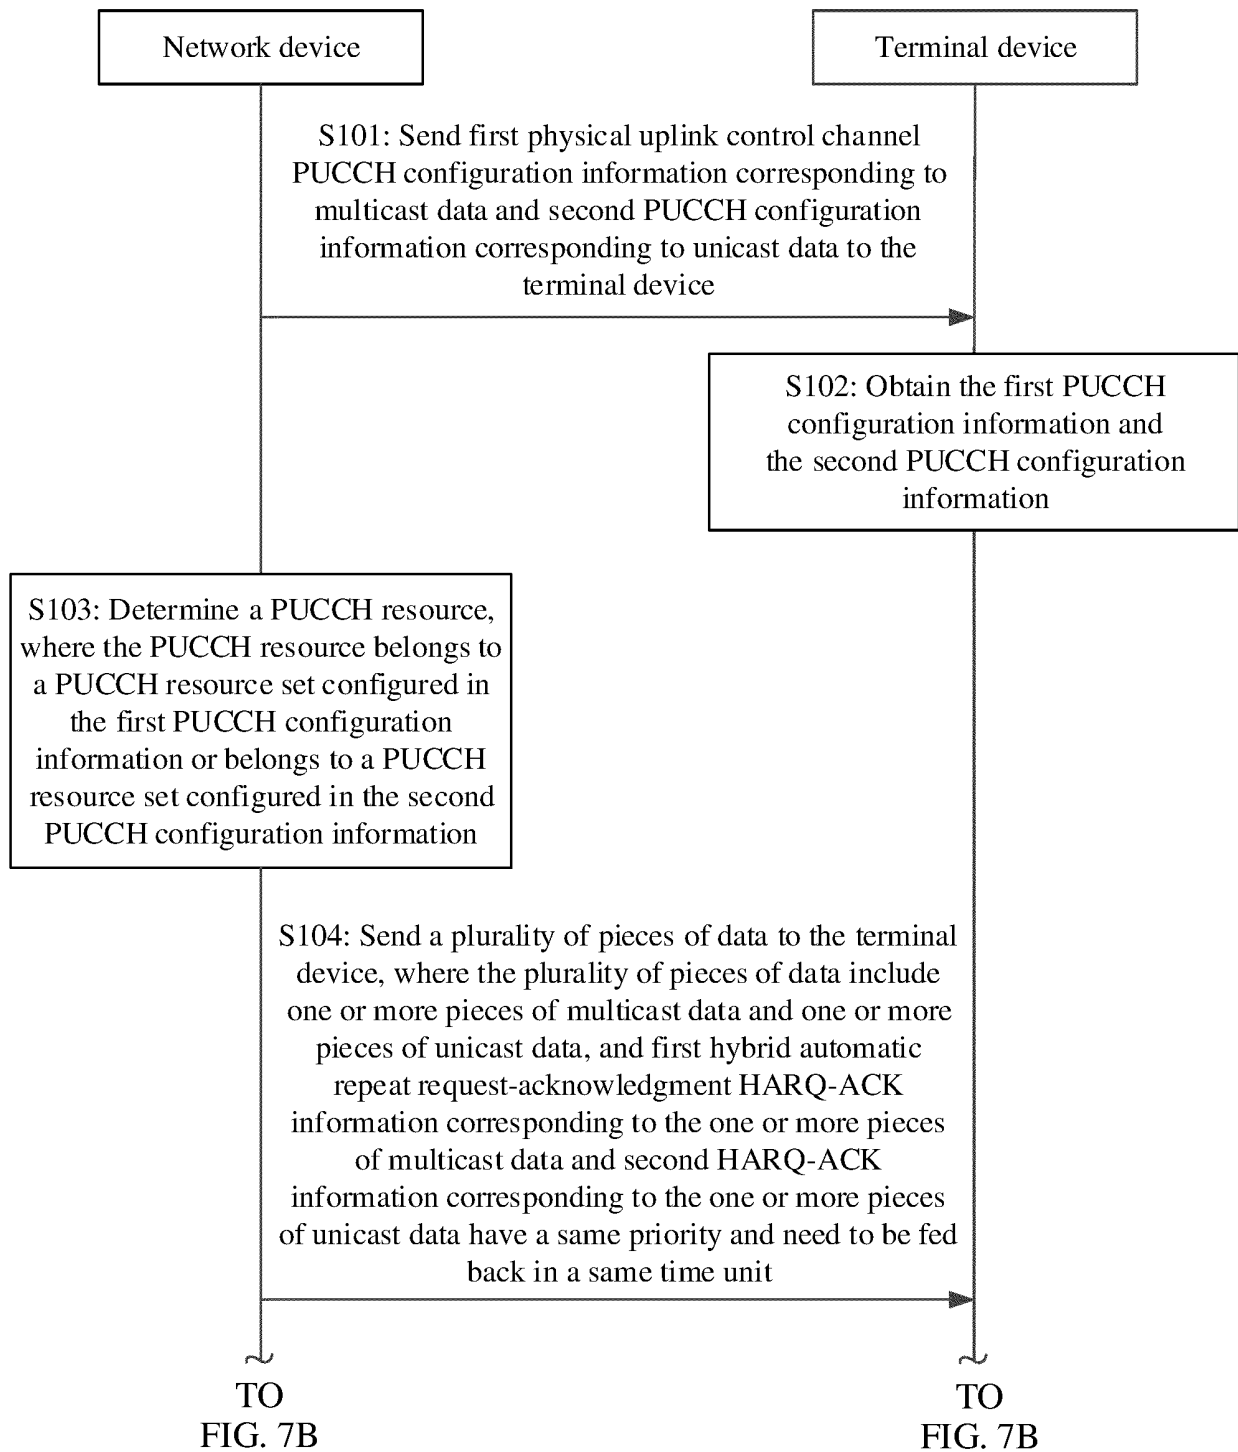 Network device
Terminal device
S101: Send first physical uplink control channel
PUCCH configuration information corresponding to
multicast data and second PUCCH configuration
information corresponding to unicast data to the
terminal device
S102: Obtain the first PUCCH
configuration information and
the second PUCCH configuration
information
S103: Determine a PUCCH resource,
where the PUCCH resource belongs to
a PUCCH resource set configured in
the first PUCCH configuration
information or belongs to a PUCCH
resource set configured in the second
PUCCH configuration information
S104: Send a plurality of pieces of data to the terminal
device, where the plurality of pieces of data include
one or more pieces of multicast data and one or more
pieces of unicast data, and first hybrid automatic
repeat request-acknowledgment HARQ-ACK
information corresponding to the one or more pieces
of multicast data and second HARQ-ACK
information corresponding to the one or more pieces
of unicast data have a same priority and need to be fed
back in a same time unit
TO
FIG. 7B
TO
FIG. 7B